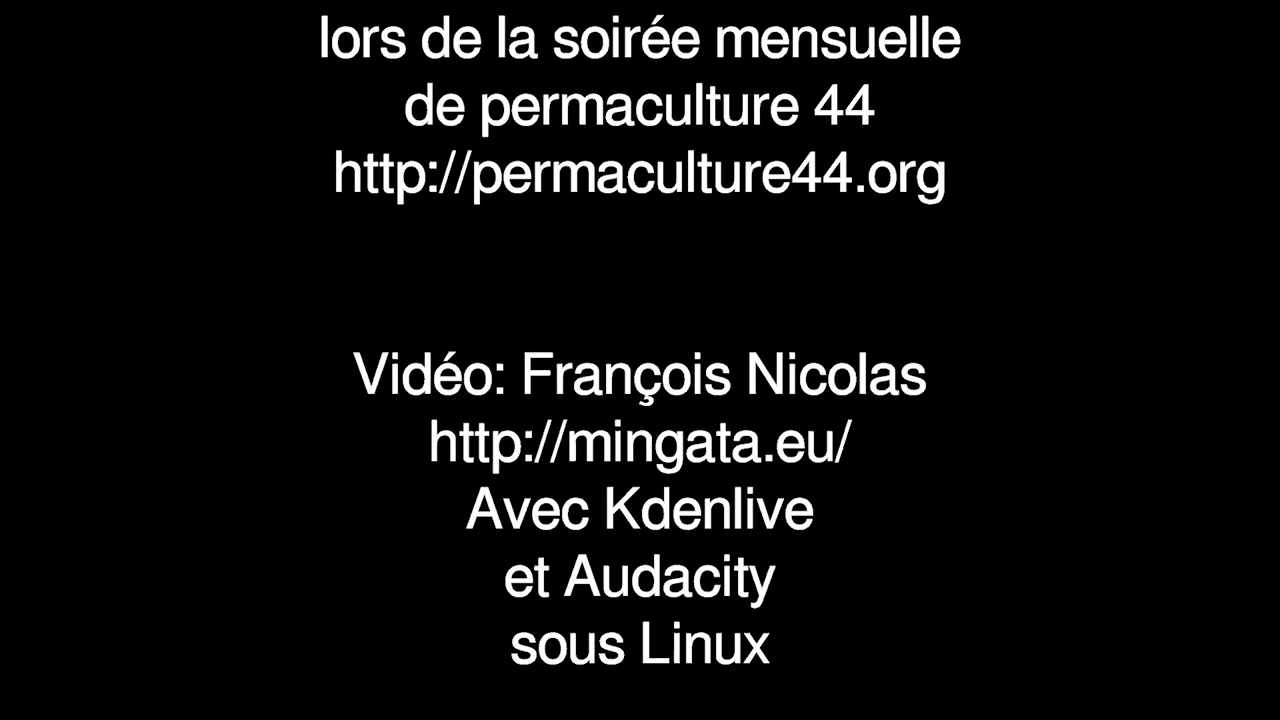 lors de la soirée mensuelle
de permaculture 44
http://permaculture44.org
Vidéo: François Nicolas
http://mingata.eu/
Avec Kdenlive
et Audacity
sous Linux